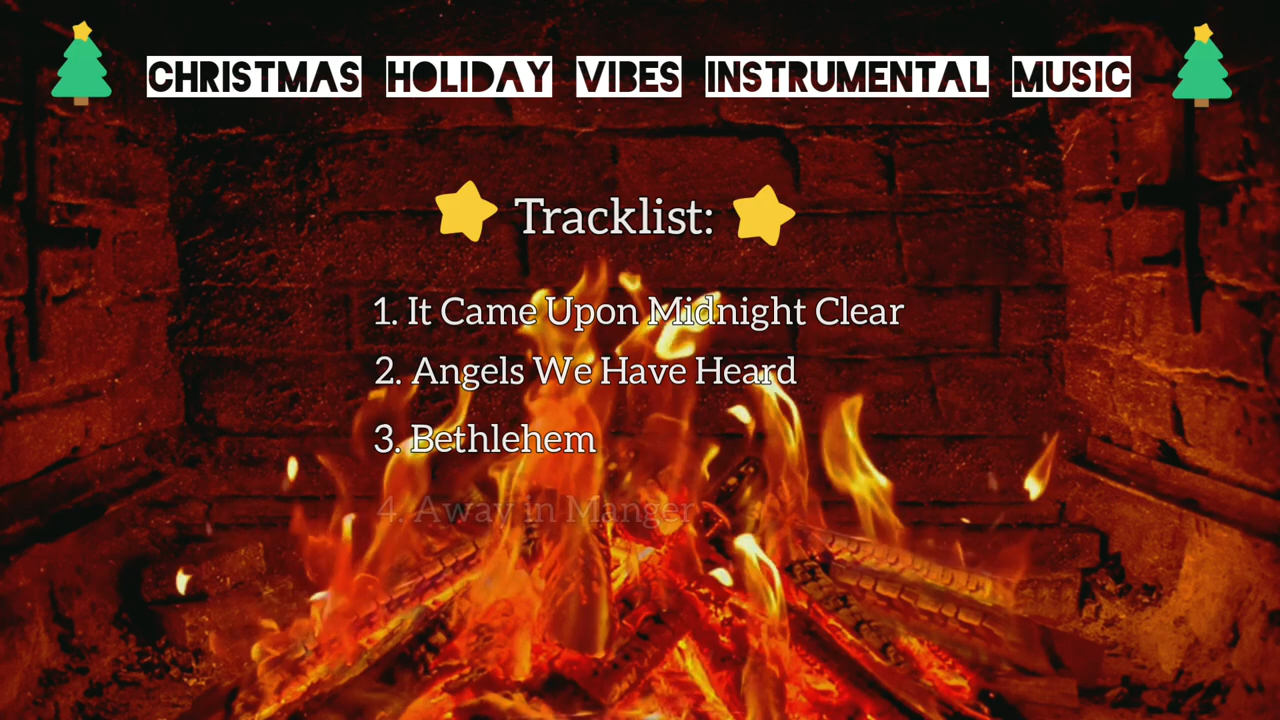 CHRISTMAS HOLIDAY VIBES INSTRUMENTAL MUSIC
Tracklist:
1. It Came Upon Midnight Clear
2. Angels We Have Heard
3. Bethlehem
4. Away in Manger